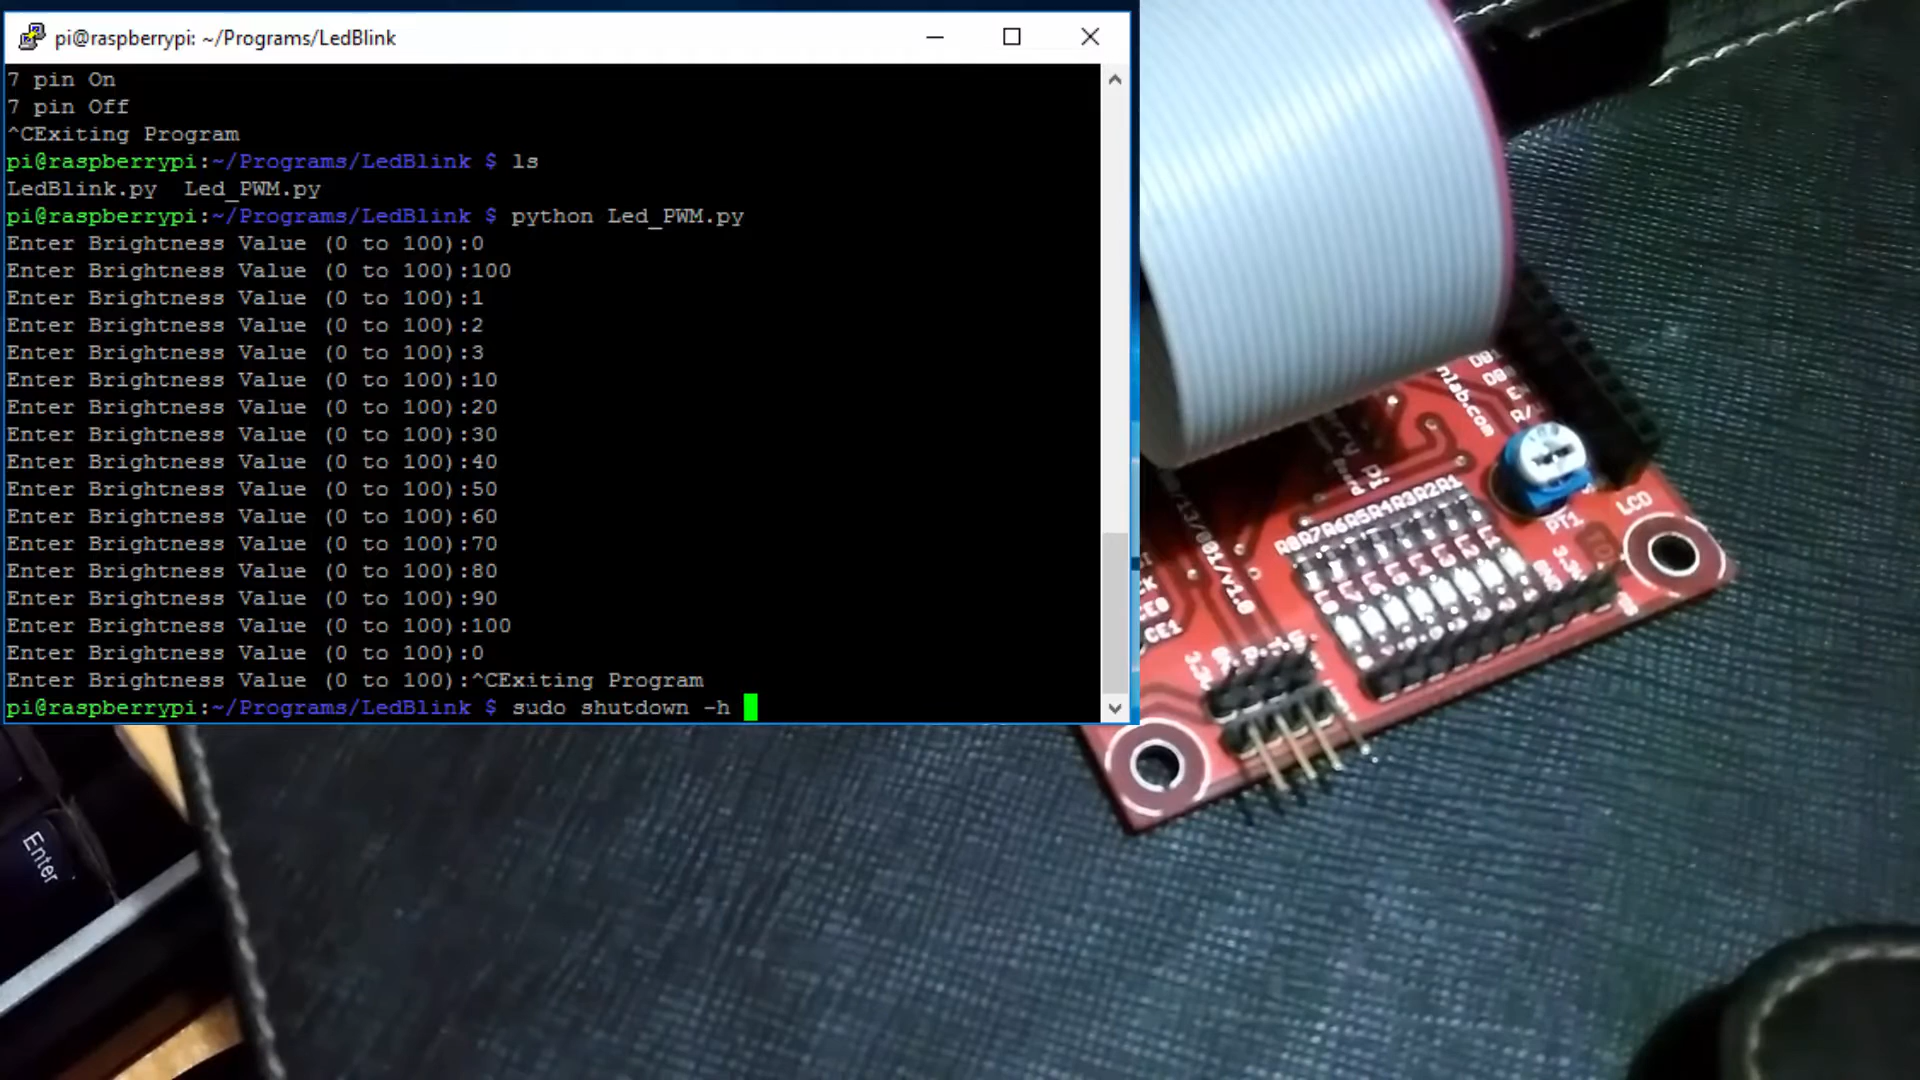 pi@raspberrypi: ~/Programs/LedBlink
7 pin On
7 pin Off
^CExiting Program
pi@raspberrypi:~/Programs/LedBlink $ ls
LedBlink.py  Led_PWM.py
pi@raspberrypi:~/Programs/LedBlink $ python Led_PWM.py
Enter Brightness Value (0 to 100):0
Enter Brightness Value (0 to 100):100
Enter Brightness Value (0 to 100):1
Enter Brightness Value (0 to 100):2
Enter Brightness Value (0 to 100):3
Enter Brightness Value (0 to 100):10
Enter Brightness Value (0 to 100):20
Enter Brightness Value (0 to 100):30
Enter Brightness Value (0 to 100):40
Enter Brightness Value (0 to 100):50
Enter Brightness Value (0 to 100):60
Enter Brightness Value (0 to 100):70
Enter Brightness Value (0 to 100):80
Enter Brightness Value (0 to 100):90
Enter Brightness Value (0 to 100):100
Enter Brightness Value (0 to 100):0
Enter Brightness Value (0 to 100):^CExiting Program
pi@raspberrypi:~/Programs/LedBlink $ sudo shutdown -h
nlab.com
R8R7R6R5R4R3R2R1
PT1
LCD
CE0
CE1
3.3V
Enter